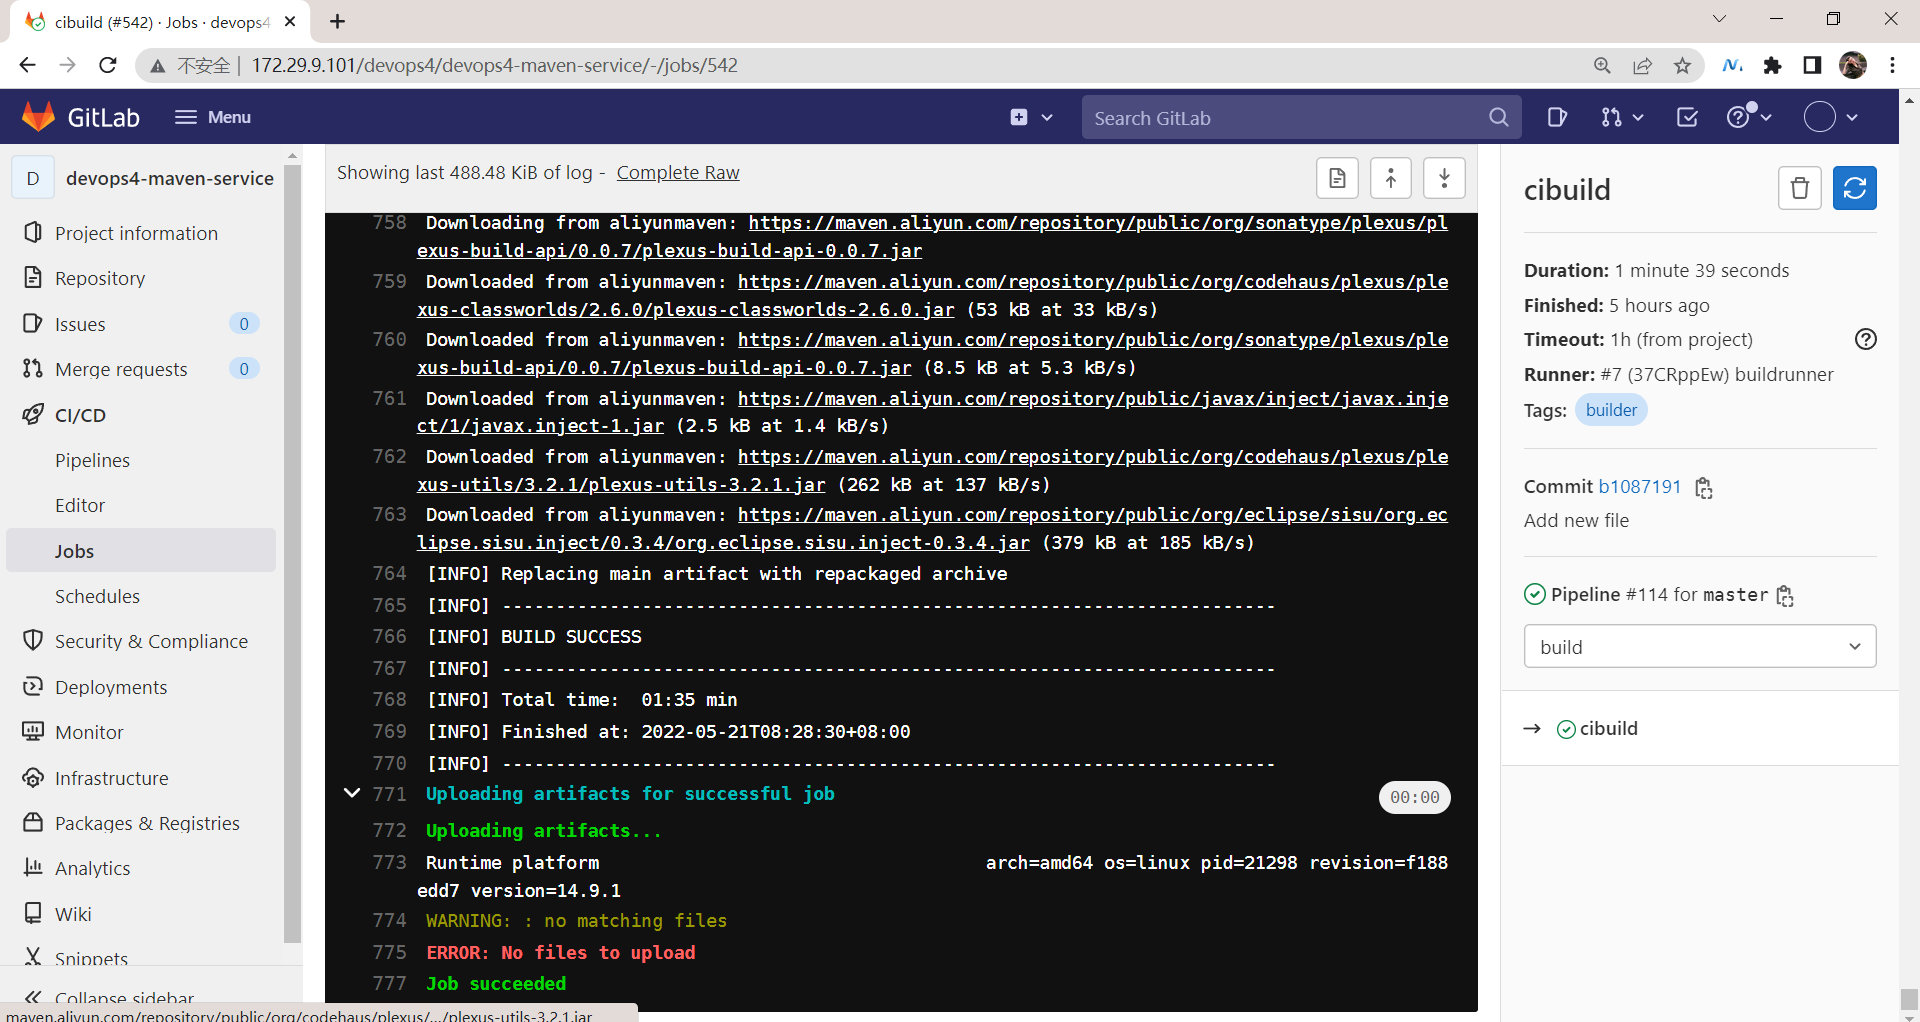 cibuild (#542) · Jobs · devops4
不安全 | 172.29.9.101/devops4/devops4-maven-service/-/jobs/542
GitLab
Menu
Search GitLab
D devops4-maven-service
Project information
Repository
Issues 0
Merge requests 0
CI/CD
Pipelines
Editor
Jobs
Schedules
Security & Compliance
Deployments
Monitor
Infrastructure
Packages & Registries
Analytics
Wiki
Snippets
Collapse sidebar
maven.aliyun.com/repository/public/org/codehaus/plexus/.../plexus-utils-3.2.1.jar
Showing last 488.48 KiB of log - Complete Raw
758 Downloading from aliyunmaven: https://maven.aliyun.com/repository/public/org/sonatype/plexus/pl
exus-build-api/0.0.7/plexus-build-api-0.0.7.jar
759 Downloaded from aliyunmaven: https://maven.aliyun.com/repository/public/org/codehaus/plexus/ple
xus-classworlds/2.6.0/plexus-classworlds-2.6.0.jar (53 kB at 33 kB/s)
760 Downloaded from aliyunmaven: https://maven.aliyun.com/repository/public/org/sonatype/plexus/ple
xus-build-api/0.0.7/plexus-build-api-0.0.7.jar (8.5 kB at 5.3 kB/s)
761 Downloaded from aliyunmaven: https://maven.aliyun.com/repository/public/javax/inject/javax.inje
ct/1/javax.inject-1.jar (2.5 kB at 1.4 kB/s)
762 Downloaded from aliyunmaven: https://maven.aliyun.com/repository/public/org/codehaus/plexus/ple
xus-utils/3.2.1/plexus-utils-3.2.1.jar (262 kB at 137 kB/s)
763 Downloaded from aliyunmaven: https://maven.aliyun.com/repository/public/org/eclipse/sisu/org.ec
lipse.sisu.inject/0.3.4/org.eclipse.sisu.inject-0.3.4.jar (379 kB at 185 kB/s)
764 [INFO] Replacing main artifact with repackaged archive
765 [INFO] ------------------------------------------------------------------------
766 [INFO] BUILD SUCCESS
767 [INFO] ------------------------------------------------------------------------
768 [INFO] Total time:  01:35 min
769 [INFO] Finished at: 2022-05-21T08:28:30+08:00
770 [INFO] ------------------------------------------------------------------------
771 Uploading artifacts for successful job 00:00
772 Uploading artifacts...
773 Runtime platform arch=amd64 os=linux pid=21298 revision=f188
edd7 version=14.9.1
774 WARNING: : no matching files
775 ERROR: No files to upload
777 Job succeeded
cibuild
Duration: 1 minute 39 seconds
Finished: 5 hours ago
Timeout: 1h (from project)
Runner: #7 (37CRppEw) buildrunner
Tags: builder
Commit b1087191
Add new file
Pipeline #114 for master
build
→ cibuild